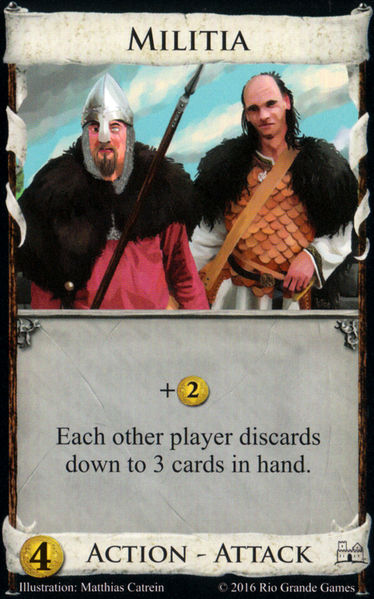 MILITIA
+2
Each other player discards
down to 3 cards in hand.
4 ACTION - ATTACK
Illustration: Matthias Catrein © 2016 Rio Grande Games